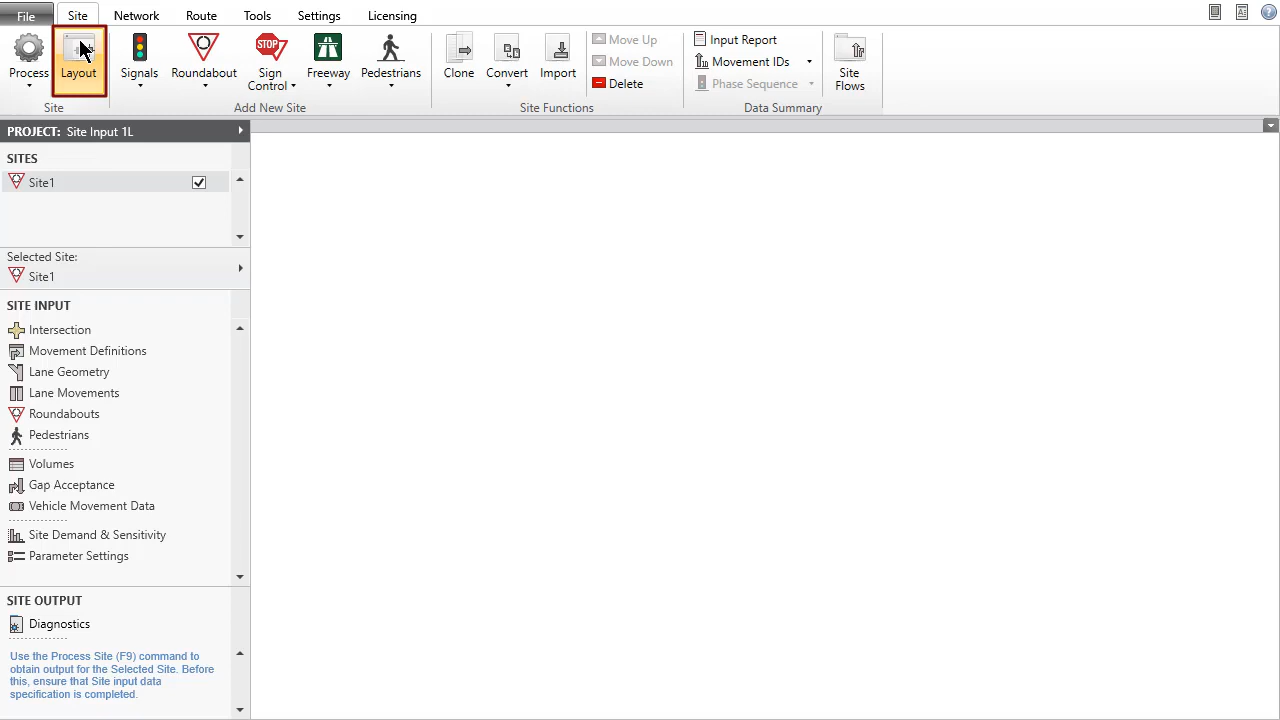 File
Site
Network
Route
Tools
Settings
Licensing
Process
Layout
Signals
Roundabout
Sign
Control
Freeway
Pedestrians
Clone
Convert
Import
Move Up
Move Down
Delete
Input Report
Movement IDs
Phase Sequence
Site
Flows
Site
Add New Site
Site Functions
Data Summary
PROJECT: Site Input 1L
SITES
Site1
Selected Site:
Site1
SITE INPUT
Intersection
Movement Definitions
Lane Geometry
Lane Movements
Roundabouts
Pedestrians
Volumes
Gap Acceptance
Vehicle Movement Data
Site Demand & Sensitivity
Parameter Settings
SITE OUTPUT
Diagnostics
Use the Process Site (F9) command to
obtain output for the Selected Site. Before
this, ensure that Site input data
specification is completed.
STOP